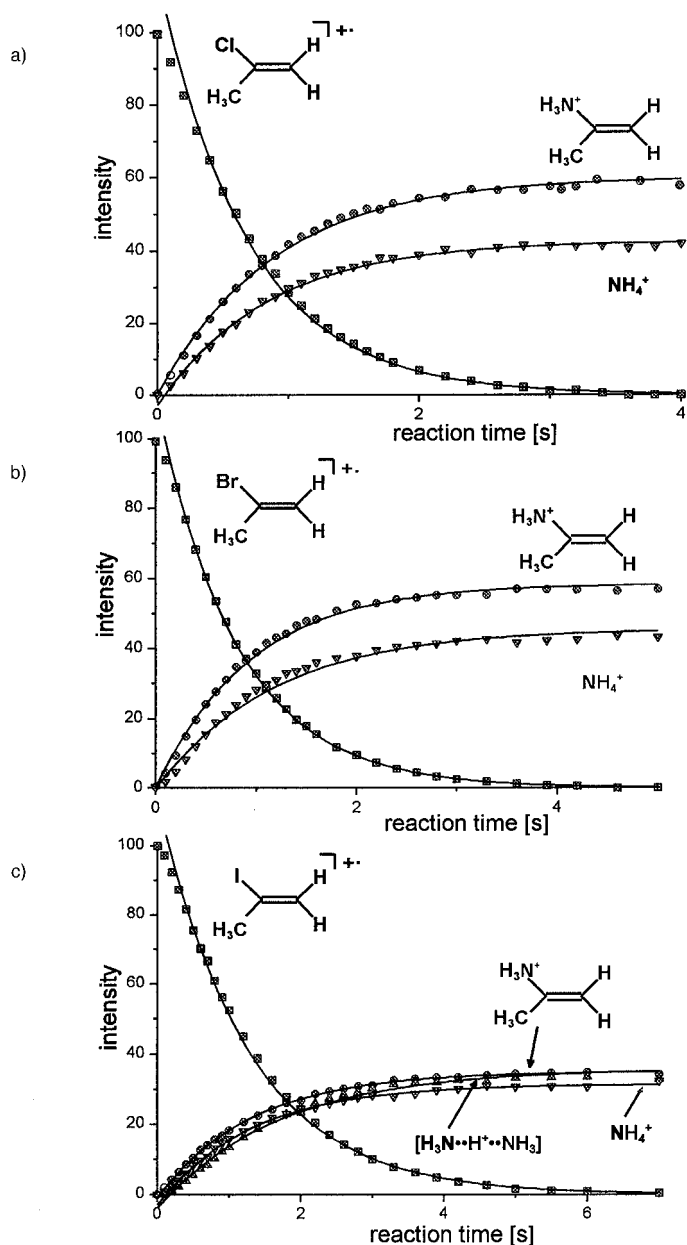 a)
100
80
60
40
20
0
intensity
Cl
H
H₃C
H
+·
H₃N⁺
H
H₃C
H
NH₄⁺
0 1 2 3 4
reaction time [s]
b)
100
80
60
40
20
0
intensity
Br
H
H₃C
H
+·
H₃N⁺
H
H₃C
H
NH₄⁺
0 2 4
reaction time [s]
c)
100
80
60
40
20
0
intensity
I
H
H₃C
H
+·
H₃N⁺
H
H₃C
H
[H₃N··H⁺··NH₃]
NH₄⁺
0 2 4 6
reaction time [s]